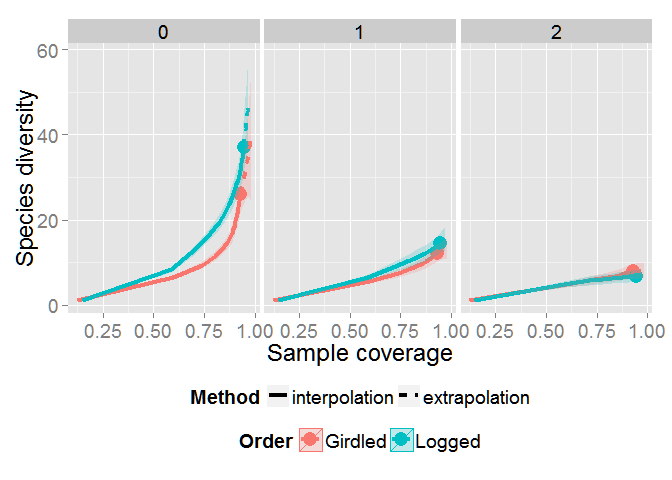 0 1 2
60
40
20
0
Species diversity
0.25 0.50 0.75 1.00 0.25 0.50 0.75 1.00 0.25 0.50 0.75 1.00
Sample coverage
Method interpolation extrapolation
Order Girdled Logged